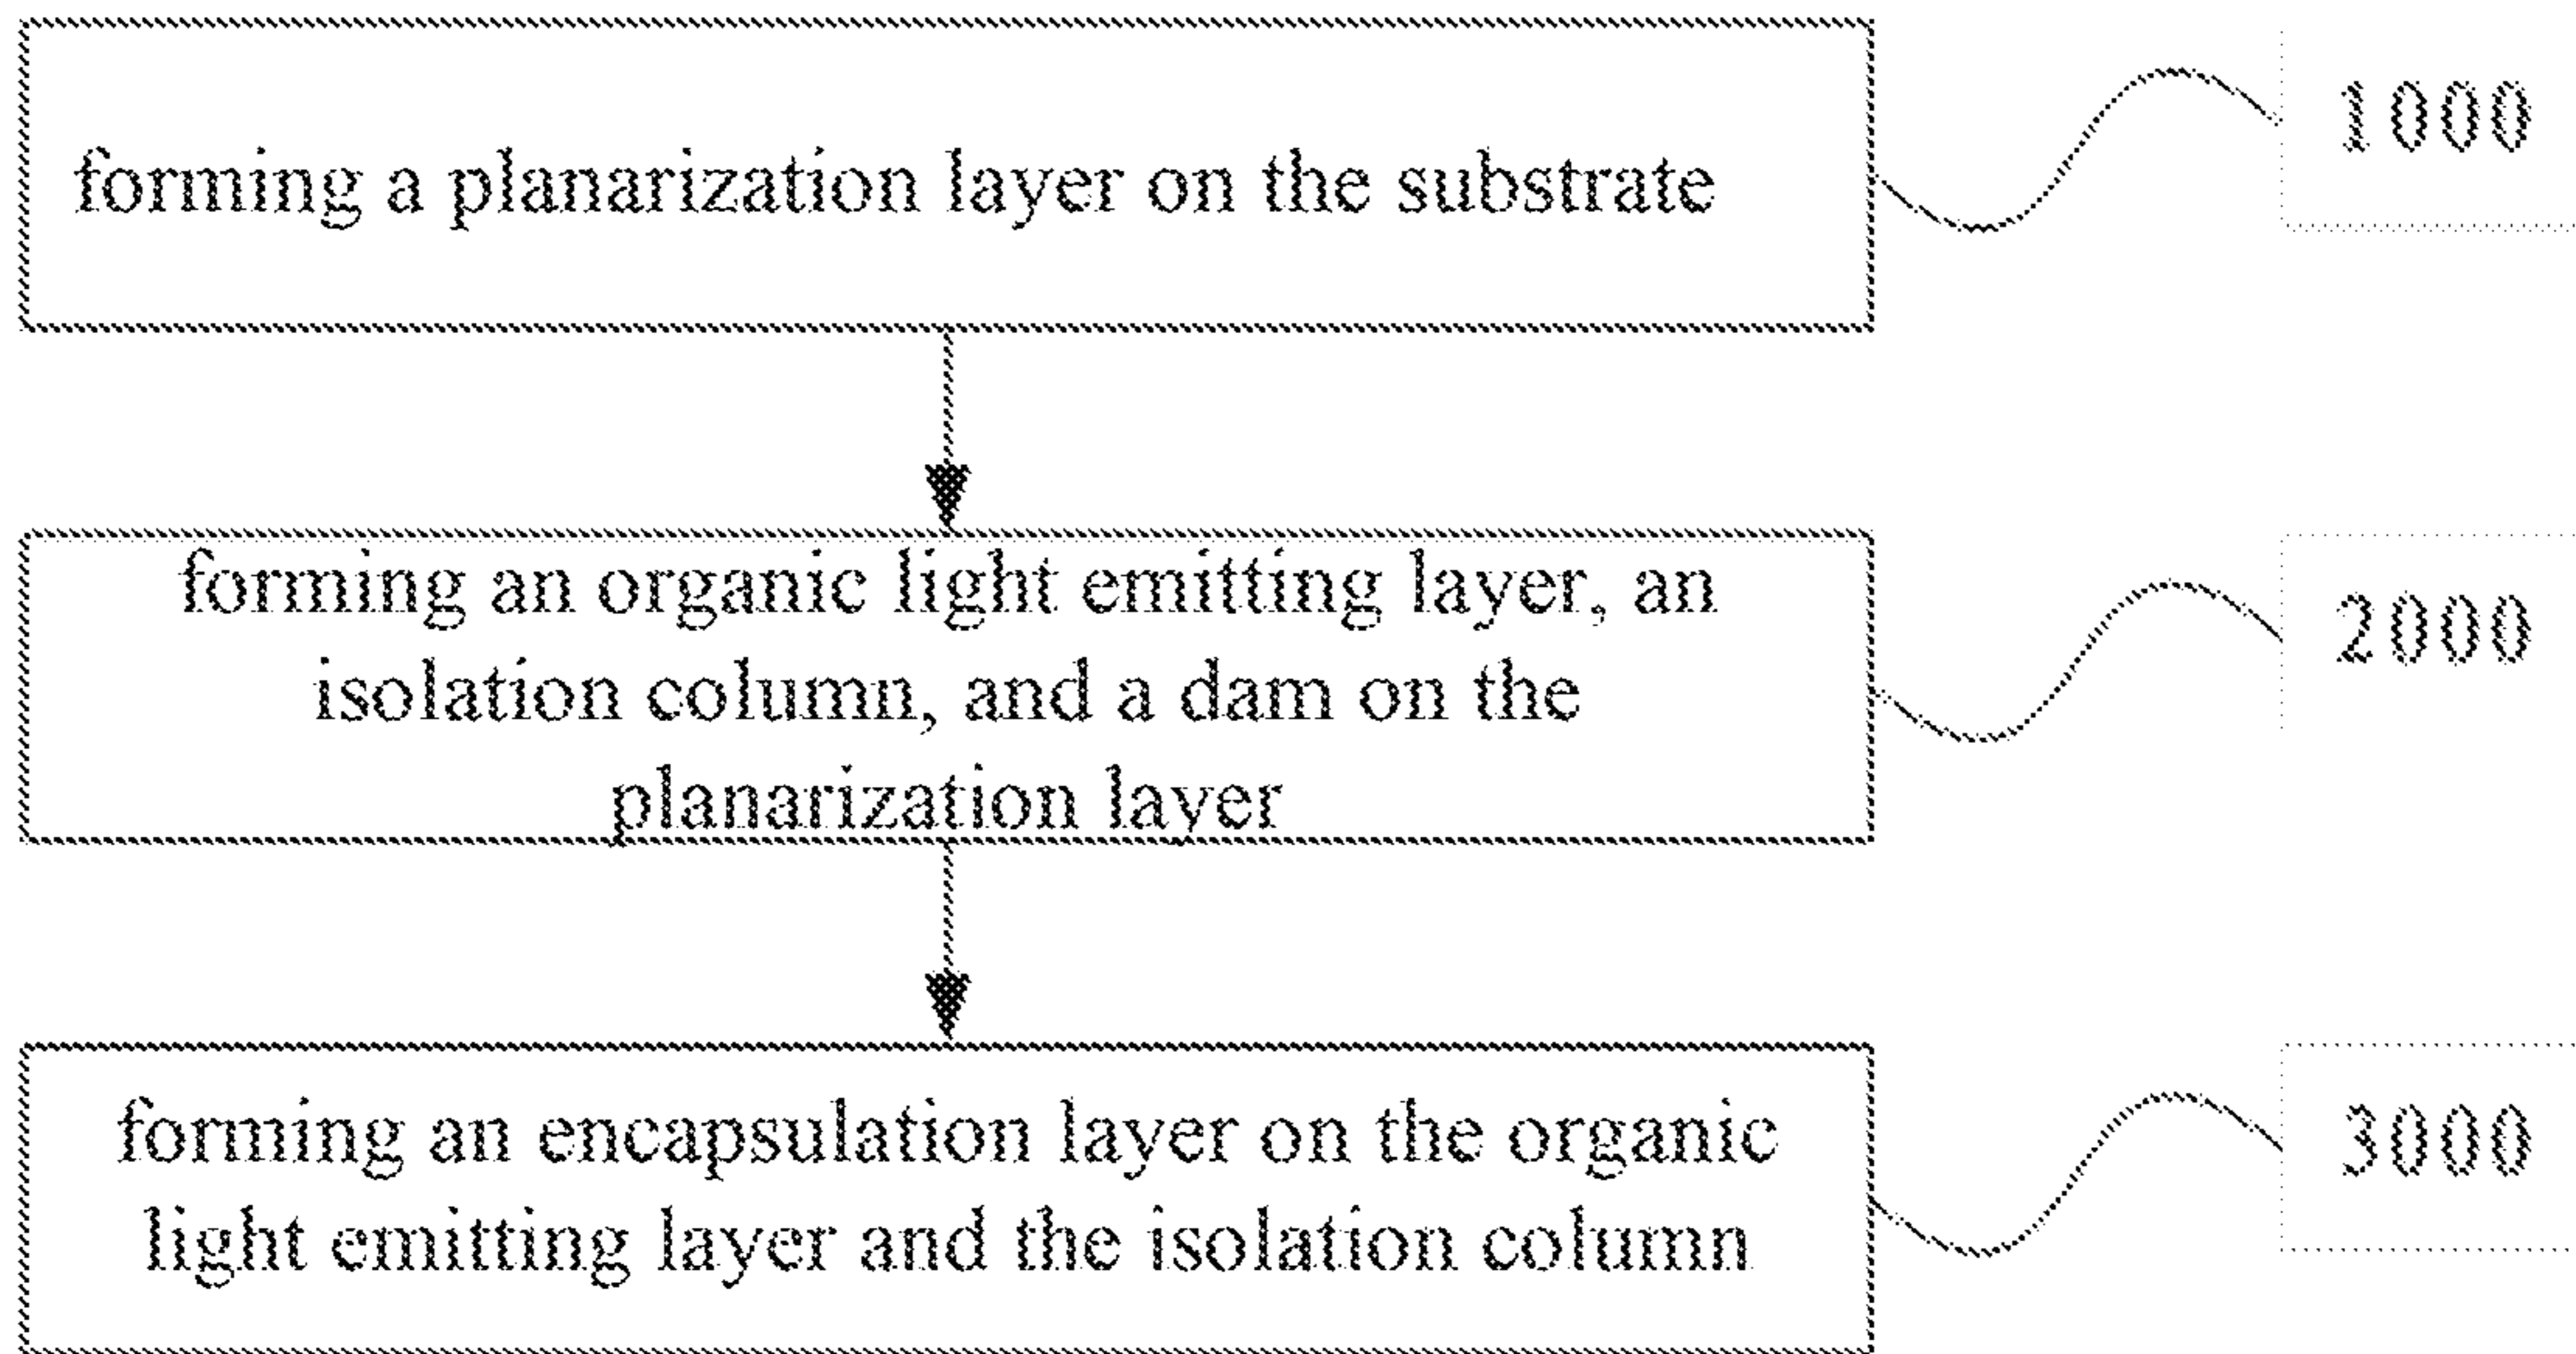 forming a planarization layer on the substrate
1000
forming an organic light emitting layer, an
isolation column, and a dam on the
planarization layer
2000
forming an encapsulation layer on the organic
light emitting layer and the isolation column
3000